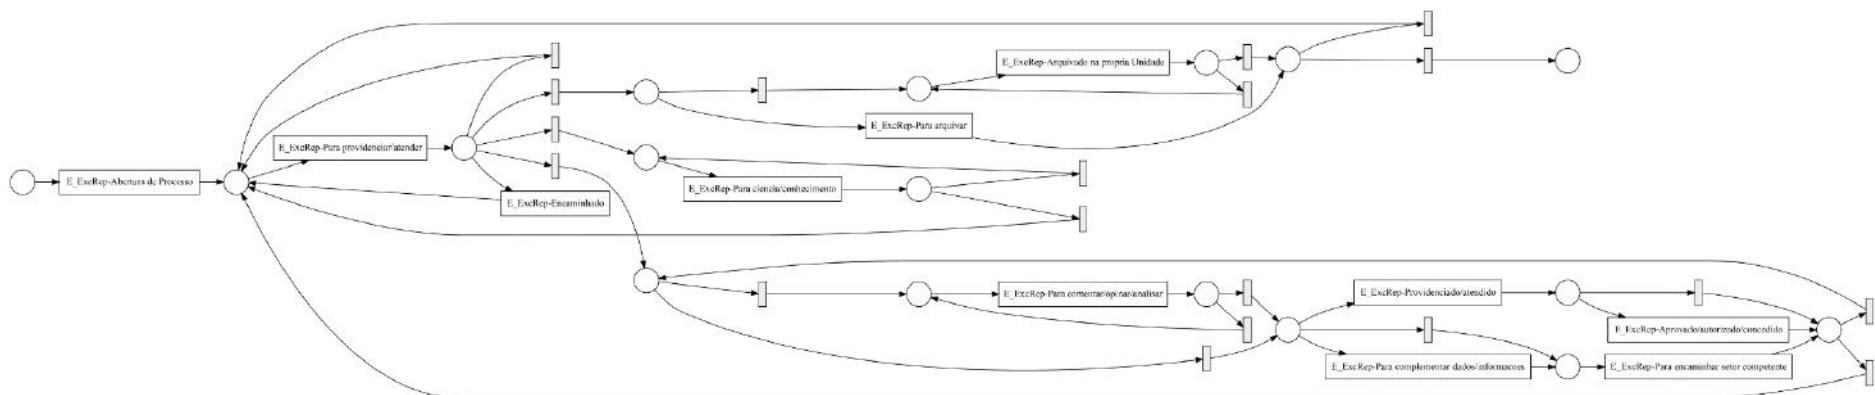 E_ExcRep-Arquivado na propria Unidade
E_ExcRep-Para arquivar
E_ExcRep-Para providenciar/atender
E_ExcRep-Abertura de Processo
E_ExcRep-Para ciencia/conhecimento
E_ExcRep-Encaminhado
E_ExcRep-Para comentar/opinar/analisar
E_ExcRep-Providenciado/atendido
E_ExcRep-Aprovado/autorizado/concedido
E_ExcRep-Para complementar dados/informacoes
E_ExcRep-Para encaminhar setor competente